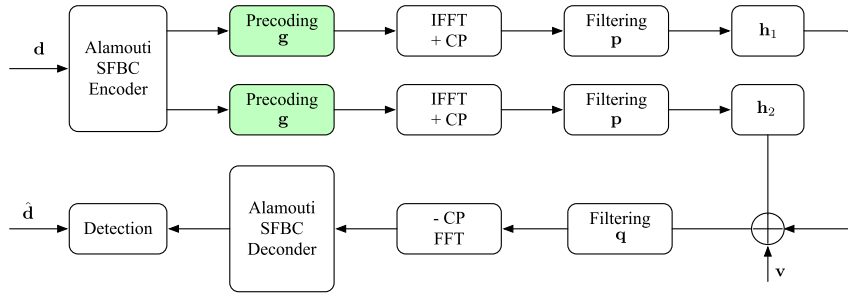 d
Alamouti
SFBC
Encoder
Precoding
g
IFFT
+ CP
Filtering
p
h₁
Precoding
g
IFFT
+ CP
Filtering
p
h₂
d̂
Detection
Alamouti
SFBC
Deconder
- CP
FFT
Filtering
q
v